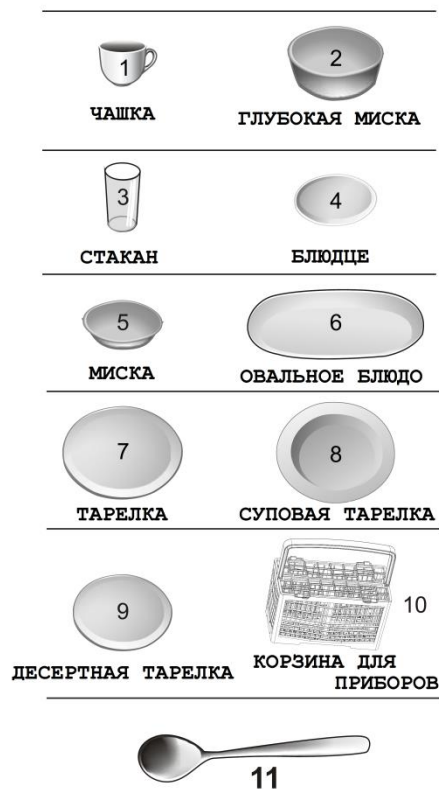 1 2
ЧАШКА ГЛУБОКАЯ МИСКА
3 4
СТАКАН БЛЮДЦЕ
5 6
МИСКА ОВАЛЬНОЕ БЛЮДО
7 8
ТАРЕЛКА СУПОВАЯ ТАРЕЛКА
9 10
ДЕСЕРТНАЯ ТАРЕЛКА КОРЗИНА ДЛЯ
ПРИБОРОВ
11